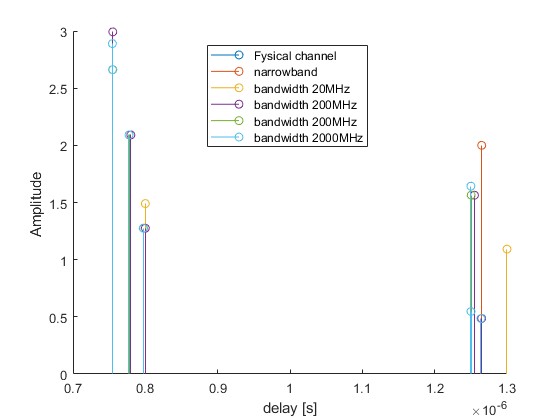 3
2.5
2
1.5
1
0.5
0
Amplitude
Fysical channel
narrowband
bandwidth 20MHz
bandwidth 200MHz
bandwidth 200MHz
bandwidth 2000MHz
0.7 0.8 0.9 1 1.1 1.2 1.3
delay [s]
×10⁻⁶